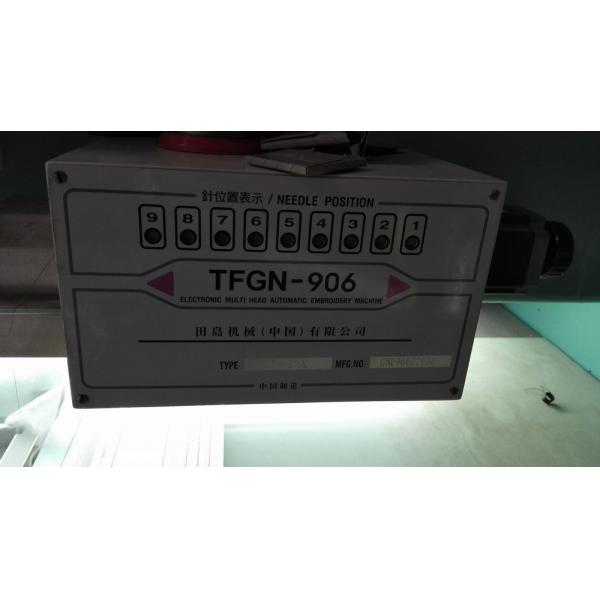 針位置表示 / NEEDLE POSITION
9 8 7 6 5 4 3 2 1
TFGN-906
ELECTRONIC MULTI HEAD AUTOMATIC EMBROIDERY MACHINE
田島机械(中国)有限公司
TYPE MFG.NO.
中国制造